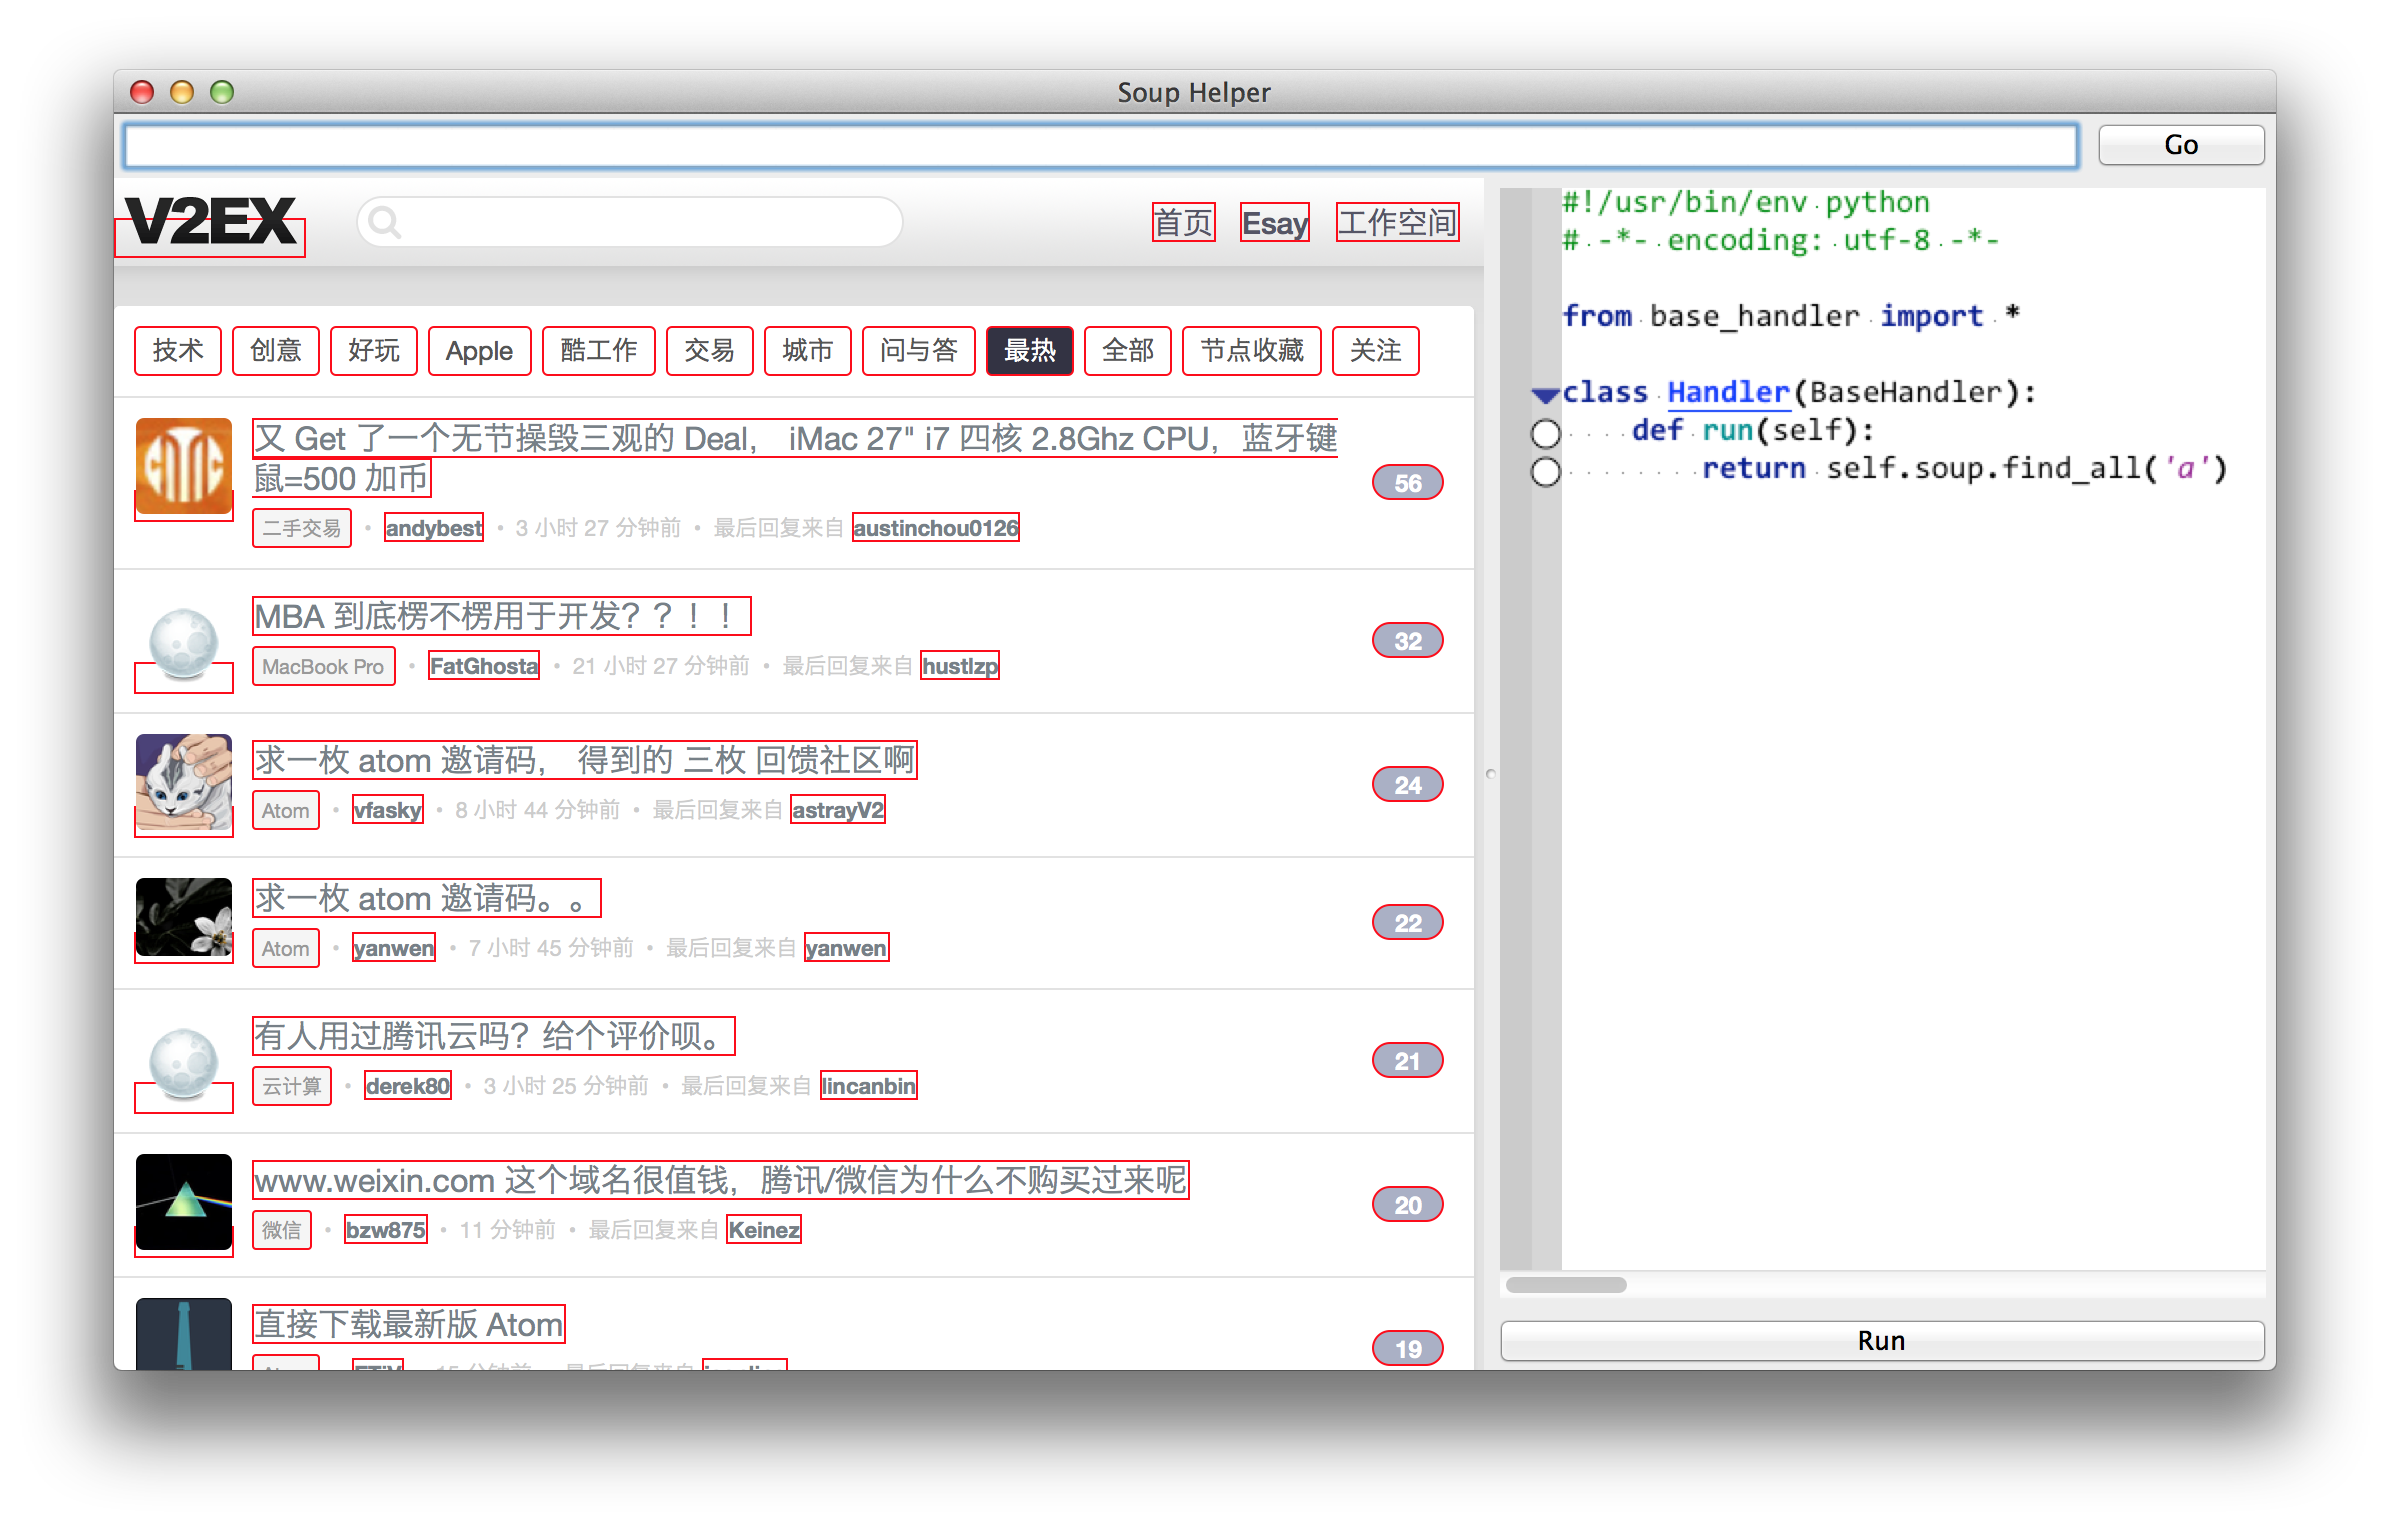 Soup Helper
Go
V2EX
首页 Esay 工作空间
技术 创意 好玩 Apple 酷工作 交易 城市 问与答 最热 全部 节点收藏 关注
又 Get 了一个无节操毁三观的 Deal， iMac 27" i7 四核 2.8Ghz CPU，蓝牙键
鼠=500 加币
56
二手交易 • andybest • 3 小时 27 分钟前 • 最后回复来自 austinchou0126
MBA 到底楞不楞用于开发？？！！
32
MacBook Pro • FatGhosta • 21 小时 27 分钟前 • 最后回复来自 hustlzp
求一枚 atom 邀请码， 得到的 三枚 回馈社区啊
24
Atom • vfasky • 8 小时 44 分钟前 • 最后回复来自 astrayV2
求一枚 atom 邀请码。。
22
Atom • yanwen • 7 小时 45 分钟前 • 最后回复来自 yanwen
有人用过腾讯云吗？给个评价呗。
21
云计算 • derek80 • 3 小时 25 分钟前 • 最后回复来自 lincanbin
www.weixin.com 这个域名很值钱，腾讯/微信为什么不购买过来呢
20
微信 • bzw875 • 11 分钟前 • 最后回复来自 Keinez
直接下载最新版 Atom
19
#!/usr/bin/env python
# -*- encoding: utf-8 -*-
from base_handler import *
class Handler(BaseHandler):
def run(self):
return self.soup.find_all('a')
Run